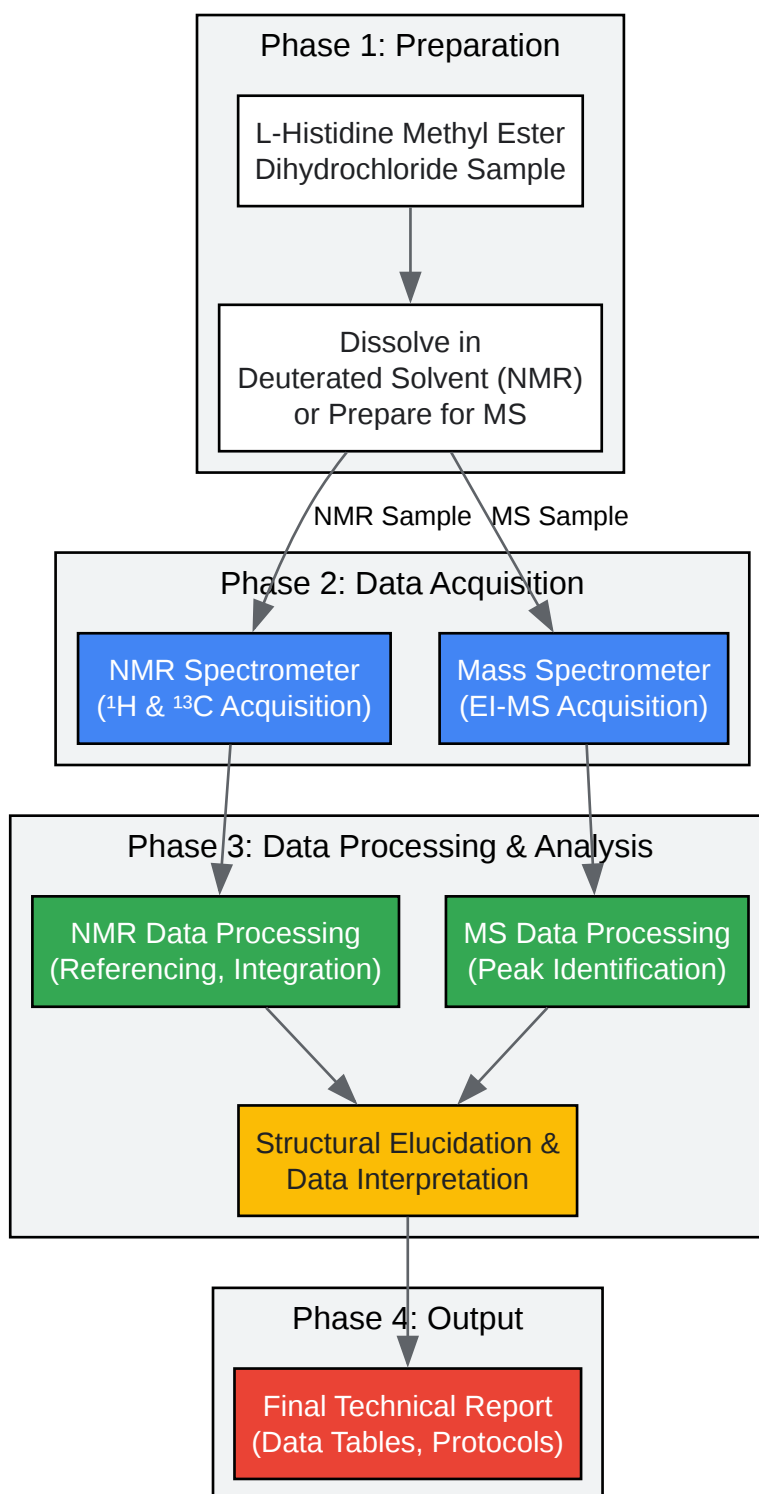 Phase 1: Preparation
L-Histidine Methyl Ester
Dihydrochloride Sample
Dissolve in
Deuterated Solvent (NMR)
or Prepare for MS
NMR Sample
MS Sample
Phase 2: Data Acquisition
NMR Spectrometer
(¹H & ¹³C Acquisition)
Mass Spectrometer
(EI-MS Acquisition)
Phase 3: Data Processing & Analysis
NMR Data Processing
(Referencing, Integration)
MS Data Processing
(Peak Identification)
Structural Elucidation &
Data Interpretation
Phase 4: Output
Final Technical Report
(Data Tables, Protocols)